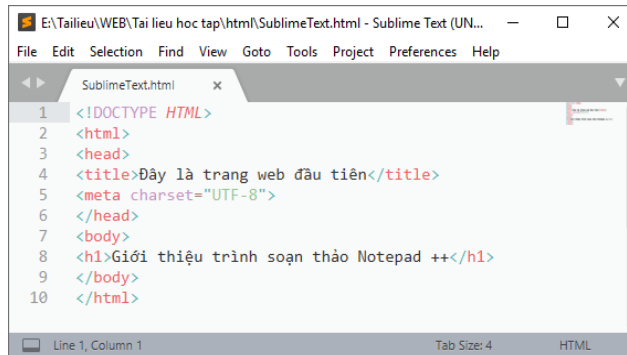 E:\Tailieu\WEB\Tai lieu hoc tap\html\SublimeText.html - Sublime Text (UN...
File Edit Selection Find View Goto Tools Project Preferences Help
SublimeText.html
1 <!DOCTYPE HTML>
2 <html>
3 <head>
4 <title>Đây là trang web đầu tiên</title>
5 <meta charset="UTF-8">
6 </head>
7 <body>
8 <h1>Giới thiệu trình soạn thảo Notepad ++</h1>
9 </body>
10 </html>
Line 1, Column 1 Tab Size: 4 HTML